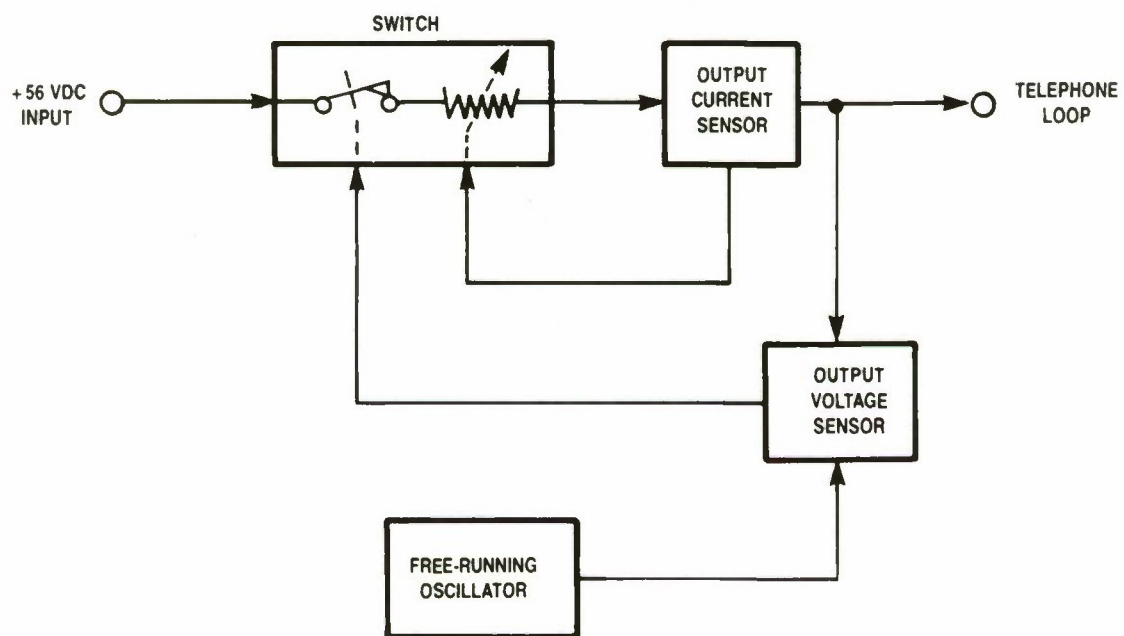 SWITCH
+56 VDC
INPUT
OUTPUT
CURRENT
SENSOR
TELEPHONE
LOOP
OUTPUT
VOLTAGE
SENSOR
FREE-RUNNING
OSCILLATOR